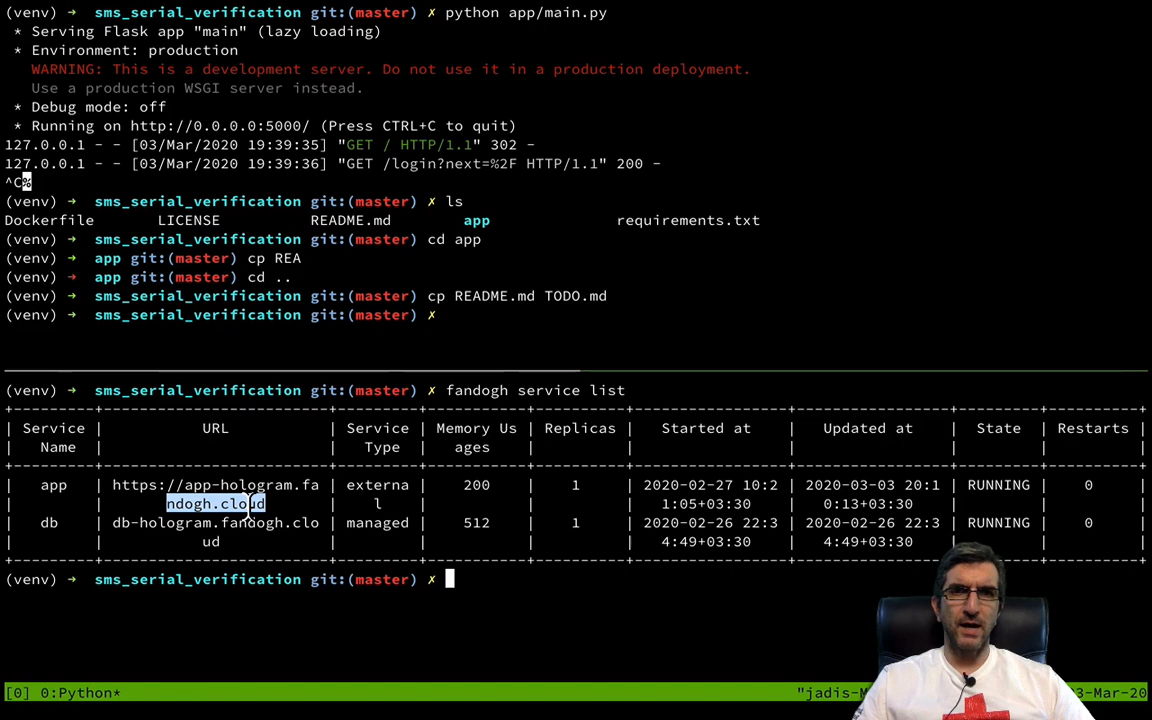 (venv) → sms_serial_verification git:(master) ✗ python app/main.py
* Serving Flask app "main" (lazy loading)
* Environment: production
WARNING: This is a development server. Do not use it in a production deployment.
Use a production WSGI server instead.
* Debug mode: off
* Running on http://0.0.0.0:5000/ (Press CTRL+C to quit)
127.0.0.1 - - [03/Mar/2020 19:39:35] "GET / HTTP/1.1" 302 -
127.0.0.1 - - [03/Mar/2020 19:39:36] "GET /login?next=%2F HTTP/1.1" 200 -
^C%
(venv) → sms_serial_verification git:(master) ✗ ls
Dockerfile LICENSE README.md app requirements.txt
(venv) → sms_serial_verification git:(master) cd app
(venv) → app git:(master) cp REA
(venv) → app git:(master) cd ..
(venv) → sms_serial_verification git:(master) cp README.md TODO.md
(venv) → sms_serial_verification git:(master) ✗
(venv) → sms_serial_verification git:(master) ✗ fandogh service list
| Service | URL | Service | Memory Us | Replicas | Started at | Updated at | State | Restarts |
| Name | | Type | ages | | | | | |
| app | https://app-hologram.fa | externa | 200 | 1 | 2020-02-27 10:2 | 2020-03-03 20:1 | RUNNING | 0 |
| | ndogh.cloud | l | | | 1:05+03:30 | 0:13+03:30 | | |
| db | db-hologram.fandogh.clo | managed | 512 | 1 | 2020-02-26 22:3 | 2020-02-26 22:3 | RUNNING | 0 |
| | ud | | | | 4:49+03:30 | 4:49+03:30 | | |
(venv) → sms_serial_verification git:(master) ✗
[0] 0:Python* "jadis-M 3-Mar-20